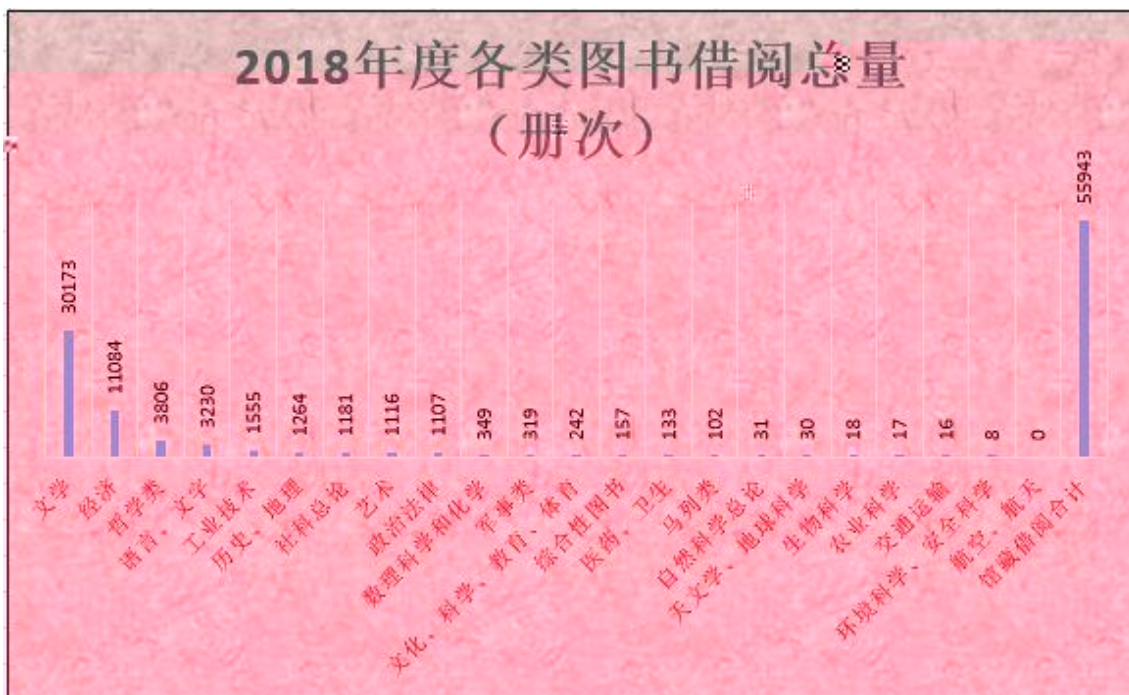 2018年度各类图书借阅总量
（册次）
30173
11084
3806
3230
1555
1264
1181
1116
1107
349
319
242
157
133
102
31
30
18
17
16
8
0
55943
文学
经济
哲学类
语言、文字
工业技术
历史、地理
社科总论
艺术
政治法律
数理科学和化学
军事类
文化、科学、教育、体育
综合性图书
医药、卫生
马列类
自然科学总论
天文学、地球科学
生物科学
农业科学
交通运输
环境科学、安全科学
航空、航天
馆藏借阅合计